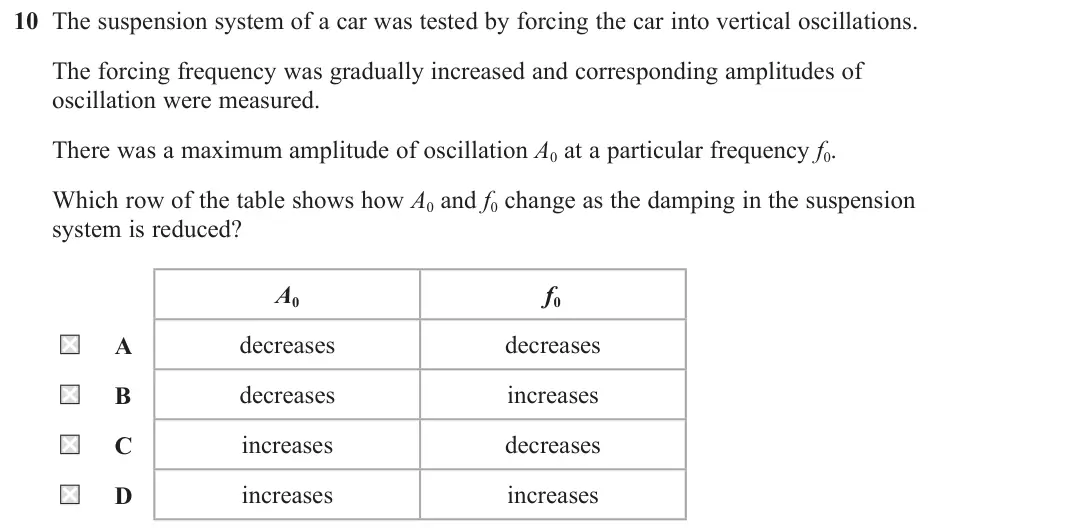 10 The suspension system of a car was tested by forcing the car into vertical oscillations.
The forcing frequency was gradually increased and corresponding amplitudes of
oscillation were measured.
There was a maximum amplitude of oscillation A₀ at a particular frequency f₀.
Which row of the table shows how A₀ and f₀ change as the damping in the suspension
system is reduced?
A₀ f₀
A decreases decreases
B decreases increases
C increases decreases
D increases increases